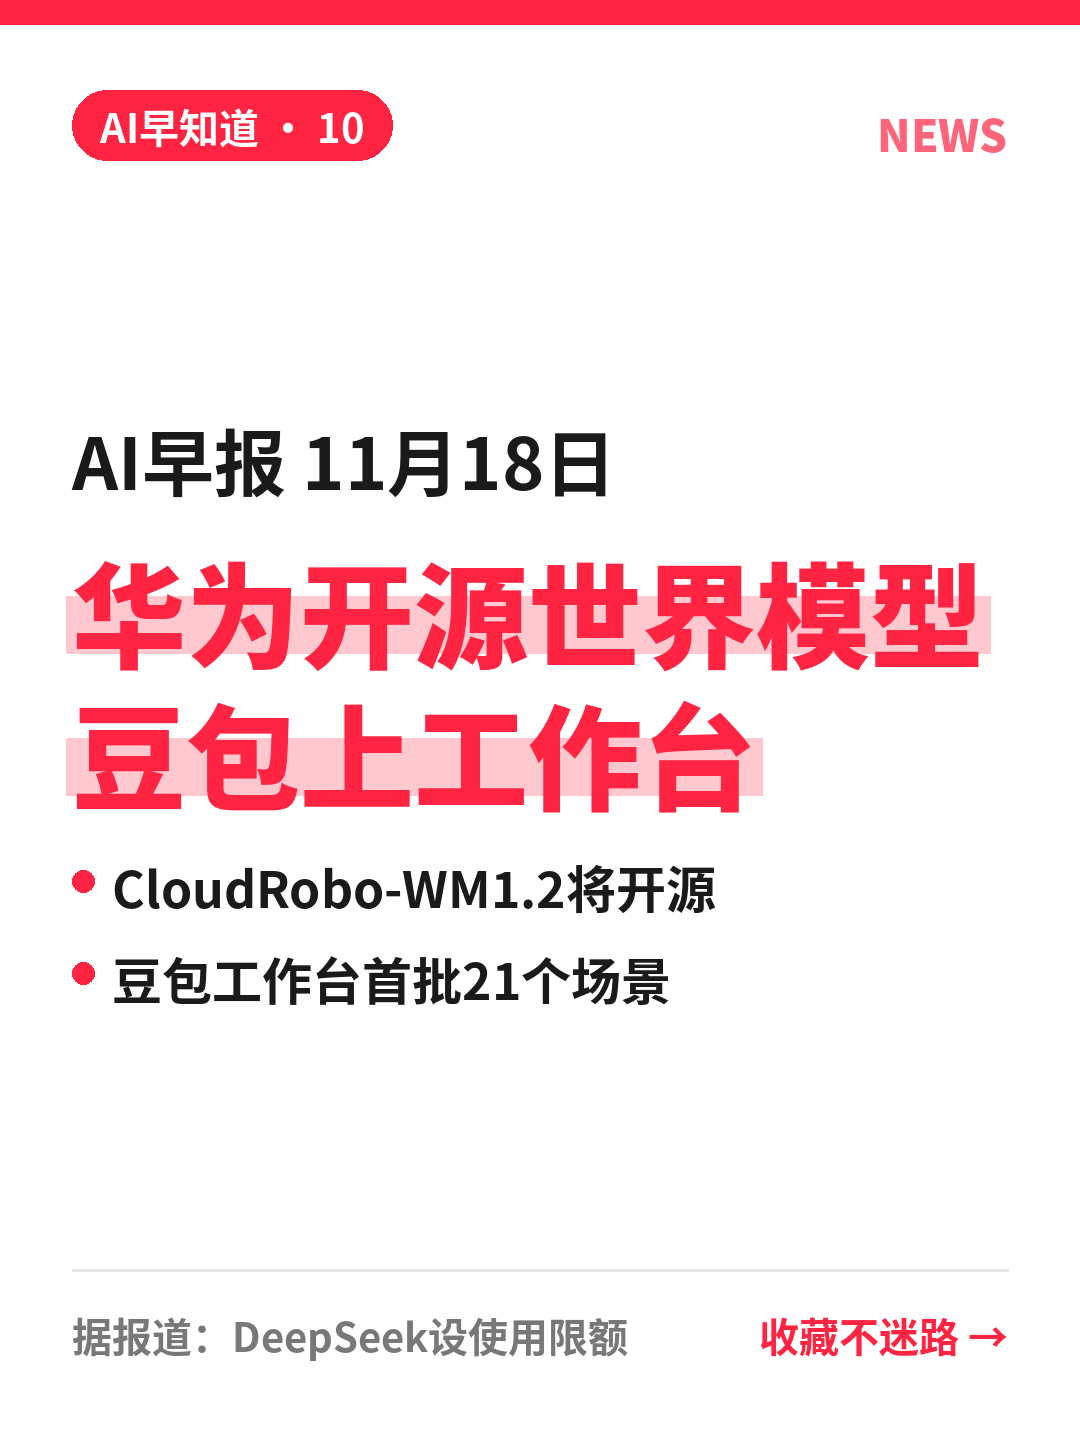 AI早知道 · 10
NEWS
AI早报 11月18日
华为开源世界模型
豆包上工作台
CloudRobo-WM1.2将开源
豆包工作台首批21个场景
据报道：DeepSeek设使用限额
收藏不迷路 →